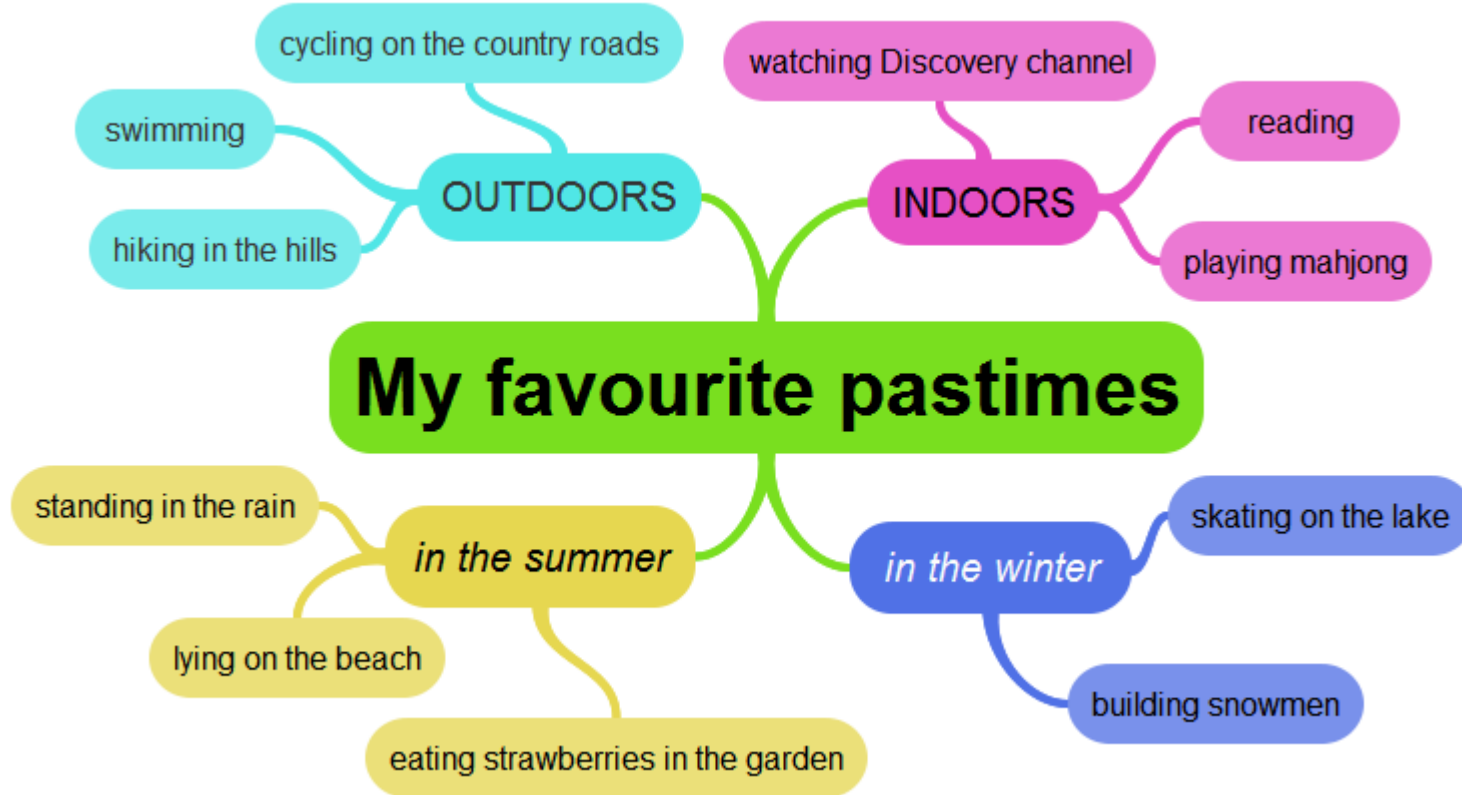 cycling on the country roads
swimming
OUTDOORS
hiking in the hills
watching Discovery channel
reading
INDOORS
playing mahjong
My favourite pastimes
standing in the rain
in the summer
lying on the beach
eating strawberries in the garden
skating on the lake
in the winter
building snowmen